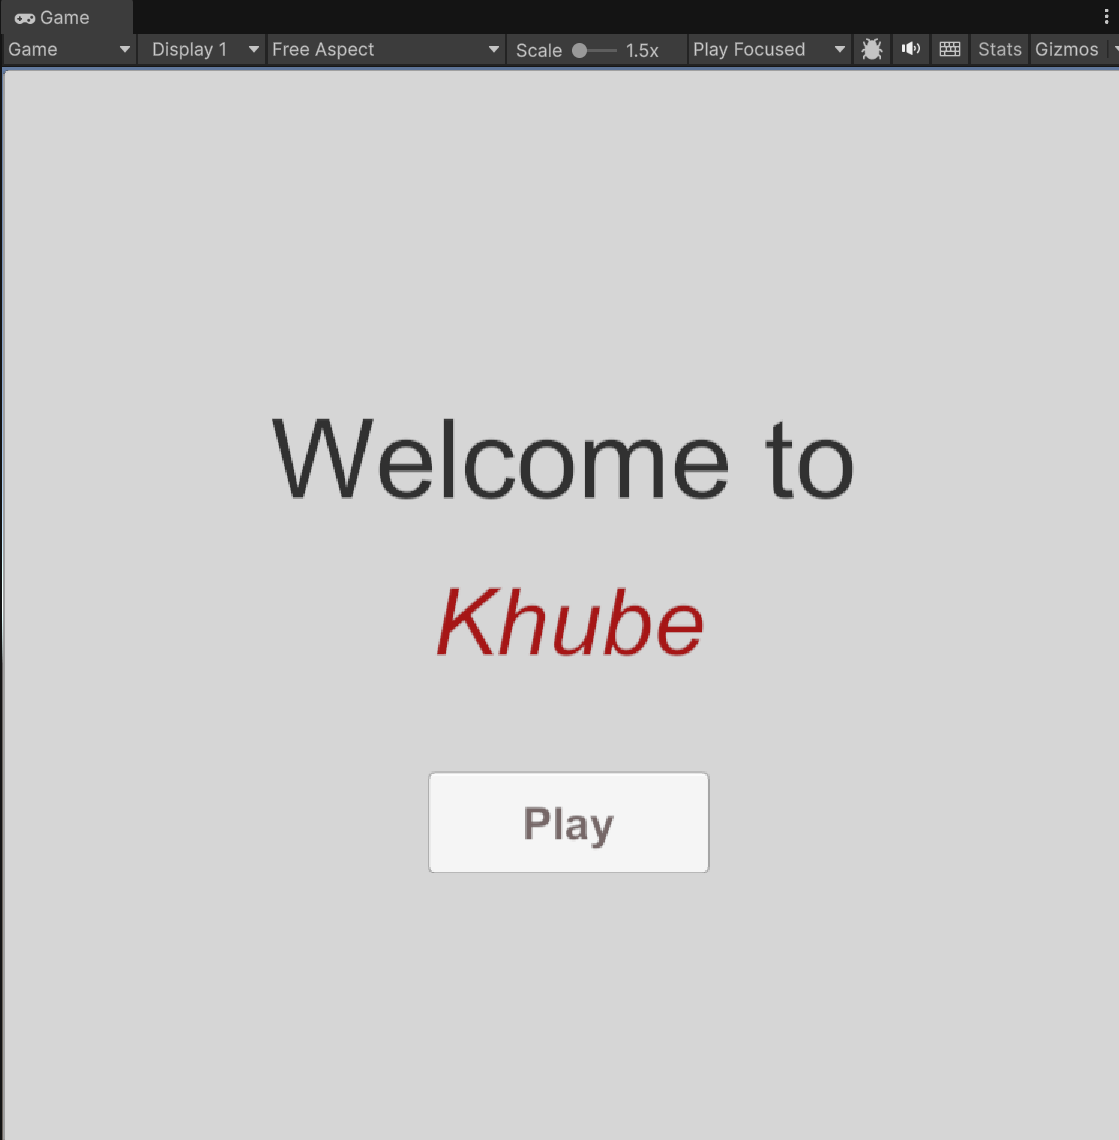 Game
Game Display 1 Free Aspect Scale 1.5x Play Focused Stats Gizmos
Welcome to
Khube
Play